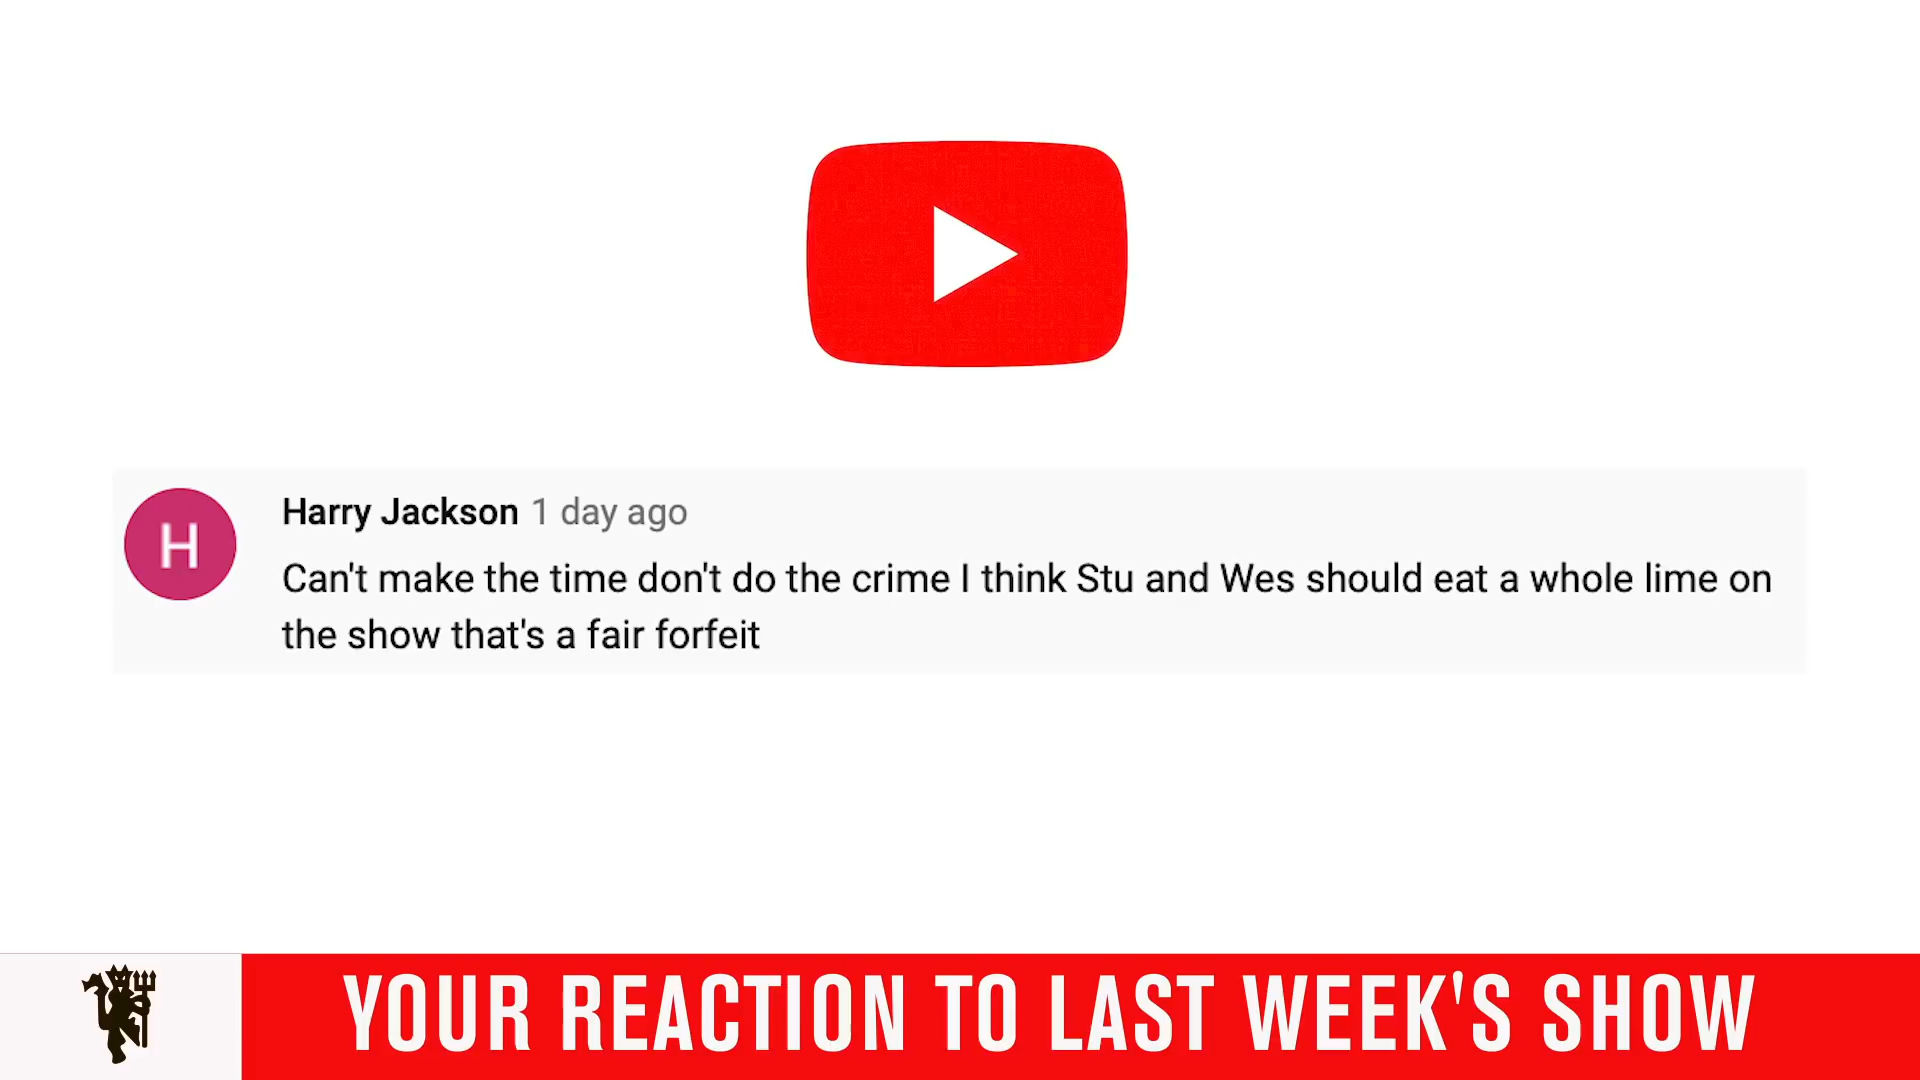 H
Harry Jackson 1 day ago
Can't make the time don't do the crime I think Stu and Wes should eat a whole lime on
the show that's a fair forfeit
YOUR REACTION TO LAST WEEK'S SHOW